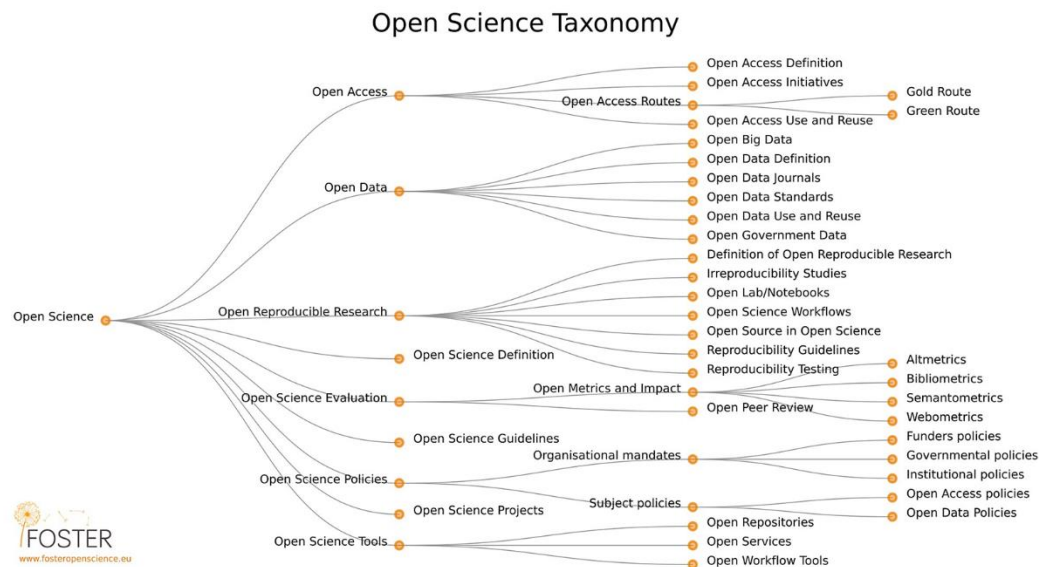 Open Science Taxonomy
Open Science
Open Access
Open Access Definition
Open Access Initiatives
Open Access Routes
Gold Route
Green Route
Open Access Use and Reuse
Open Data
Open Big Data
Open Data Definition
Open Data Journals
Open Data Standards
Open Data Use and Reuse
Open Government Data
Open Reproducible Research
Definition of Open Reproducible Research
Irreproducibility Studies
Open Lab/Notebooks
Open Science Workflows
Open Source in Open Science
Reproducibility Guidelines
Reproducibility Testing
Open Science Definition
Open Science Evaluation
Open Metrics and Impact
Altmetrics
Bibliometrics
Semantometrics
Webometrics
Open Peer Review
Open Science Guidelines
Open Science Policies
Organisational mandates
Funders policies
Governmental policies
Institutional policies
Subject policies
Open Access policies
Open Data Policies
Open Science Projects
Open Science Tools
Open Repositories
Open Services
Open Workflow Tools
FOSTER
www.fosteropenscience.eu